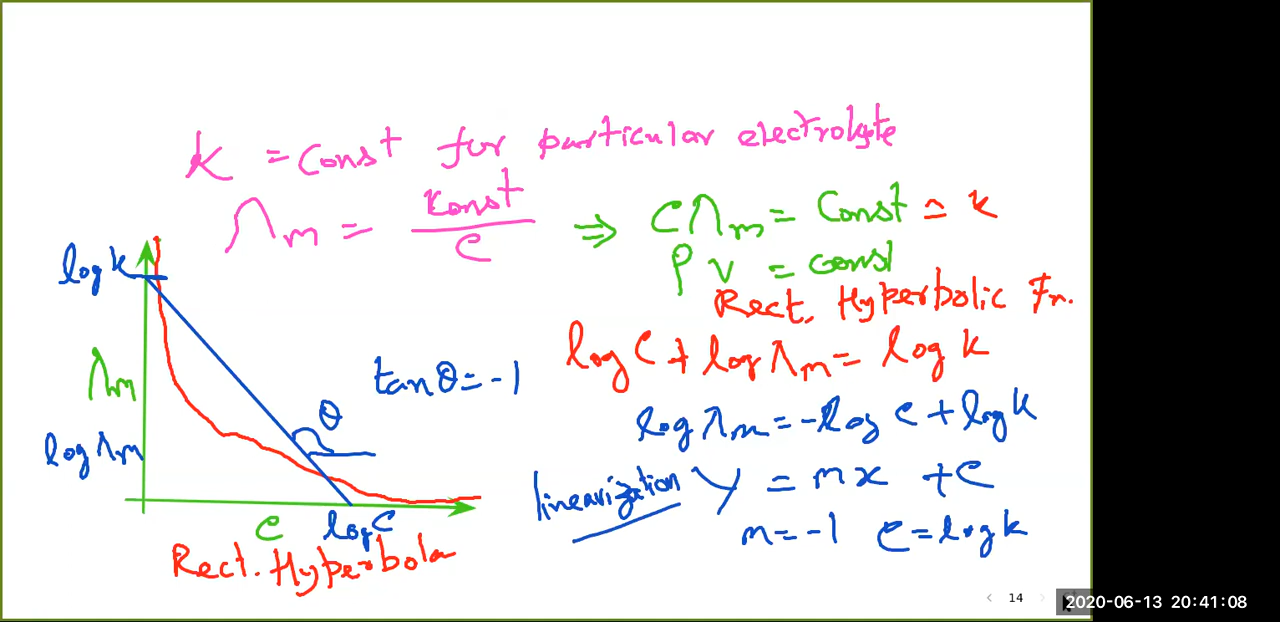 K = Const for particular electrolyte
Λm = Konst / C ⇒ CΛm = Const = K
PV = const
Rect. Hyperbolic Fn.
log C + log Λm = log K
log Λm = -log C + log K
linearization Y = mx + C
m = -1 C = log K
log K
Λm
log Λm
tan θ = -1
θ
C
log C
Rect. Hyperbola
< 14 >
2020-06-13 20:41:08